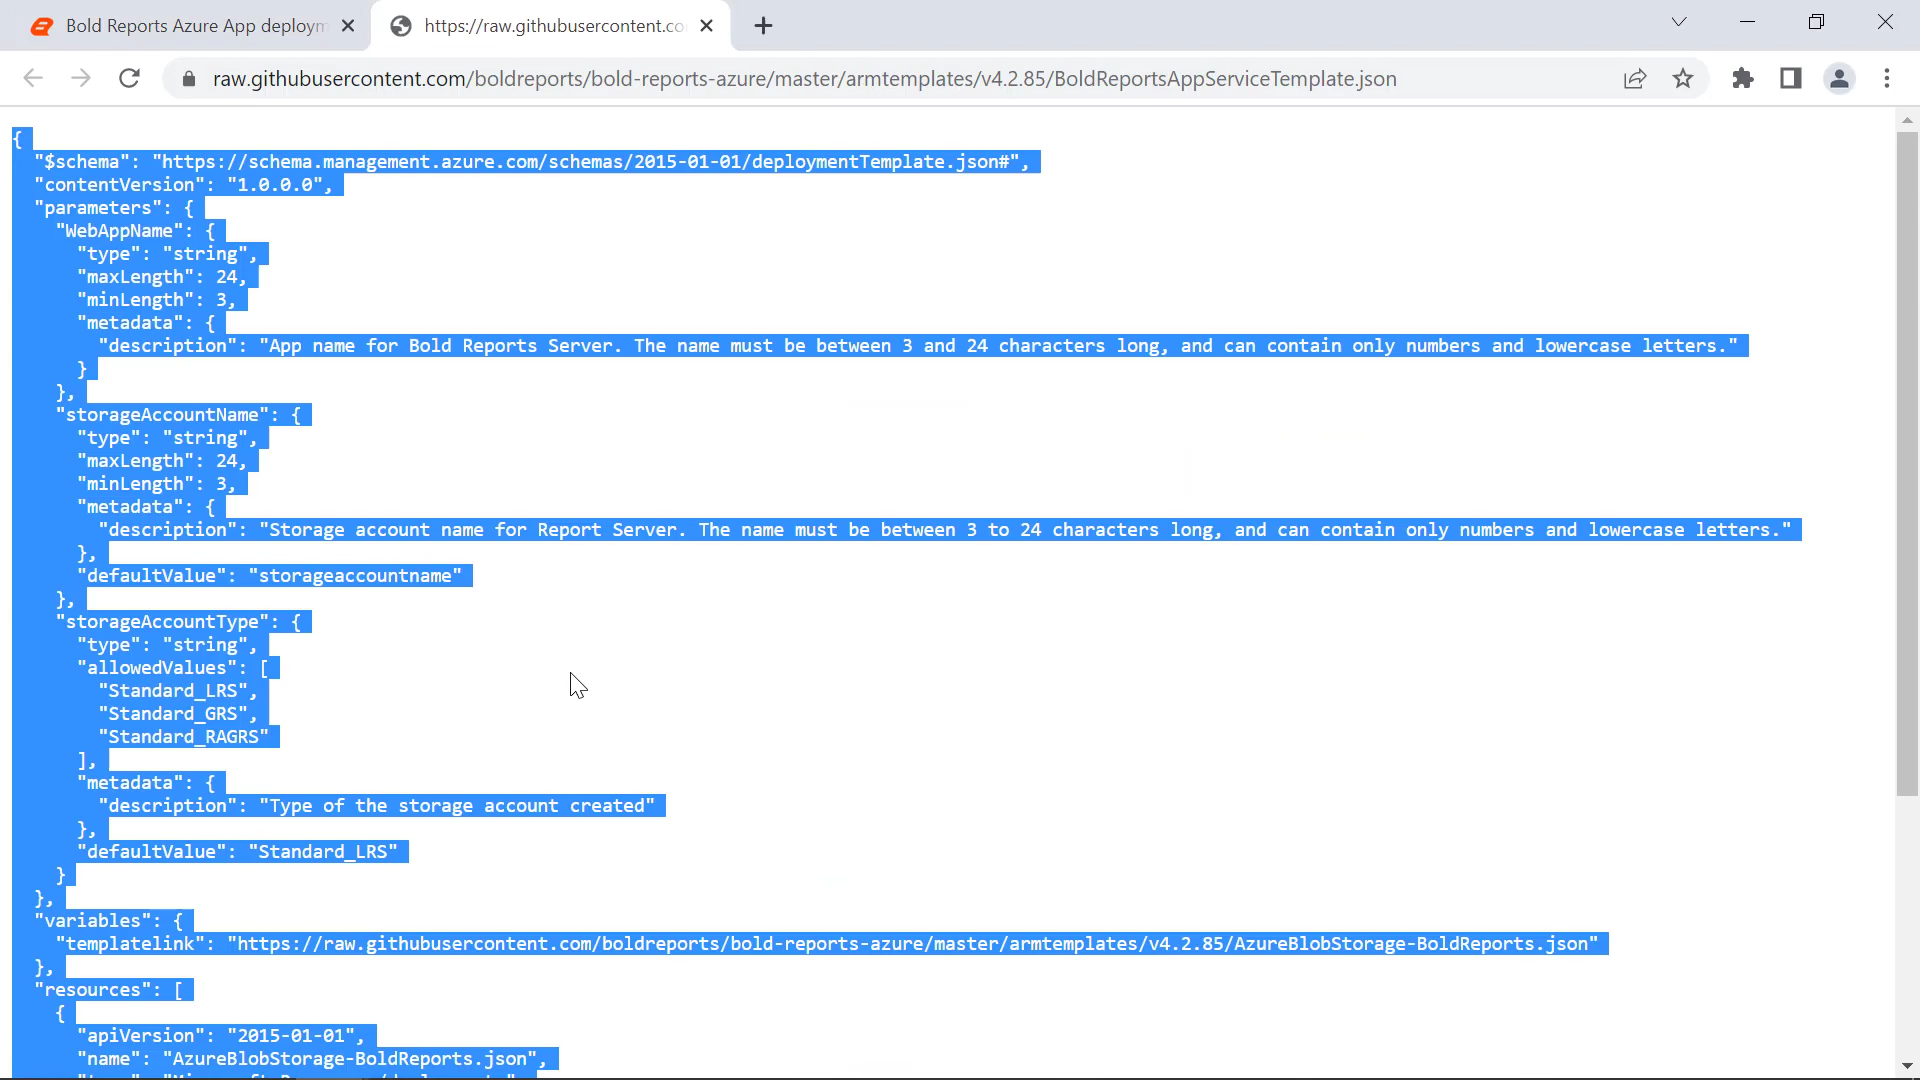 Bold Reports Azure App deploym
https://raw.githubusercontent.co
raw.githubusercontent.com/boldreports/bold-reports-azure/master/armtemplates/v4.2.85/BoldReportsAppServiceTemplate.json
{
"$schema": "https://schema.management.azure.com/schemas/2015-01-01/deploymentTemplate.json#",
"contentVersion": "1.0.0.0",
"parameters": {
"WebAppName": {
"type": "string",
"maxLength": 24,
"minLength": 3,
"metadata": {
"description": "App name for Bold Reports Server. The name must be between 3 and 24 characters long, and can contain only numbers and lowercase letters."
}
},
"storageAccountName": {
"type": "string",
"maxLength": 24,
"minLength": 3,
"metadata": {
"description": "Storage account name for Report Server. The name must be between 3 to 24 characters long, and can contain only numbers and lowercase letters."
},
"defaultValue": "storageaccountname"
},
"storageAccountType": {
"type": "string",
"allowedValues": [
"Standard_LRS",
"Standard_GRS",
"Standard_RAGRS"
],
"metadata": {
"description": "Type of the storage account created"
},
"defaultValue": "Standard_LRS"
}
},
"variables": {
"templatelink": "https://raw.githubusercontent.com/boldreports/bold-reports-azure/master/armtemplates/v4.2.85/AzureBlobStorage-BoldReports.json"
},
"resources": [
{
"apiVersion": "2015-01-01",
"name": "AzureBlobStorage-BoldReports.json",